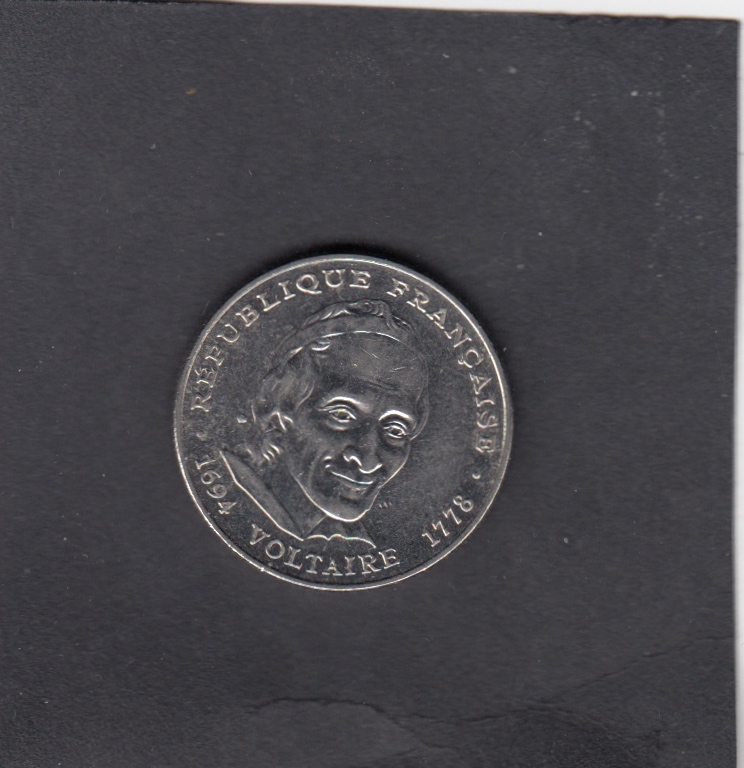 RÉPUBLIQUE FRANÇAISE
1694 VOLTAIRE 1778